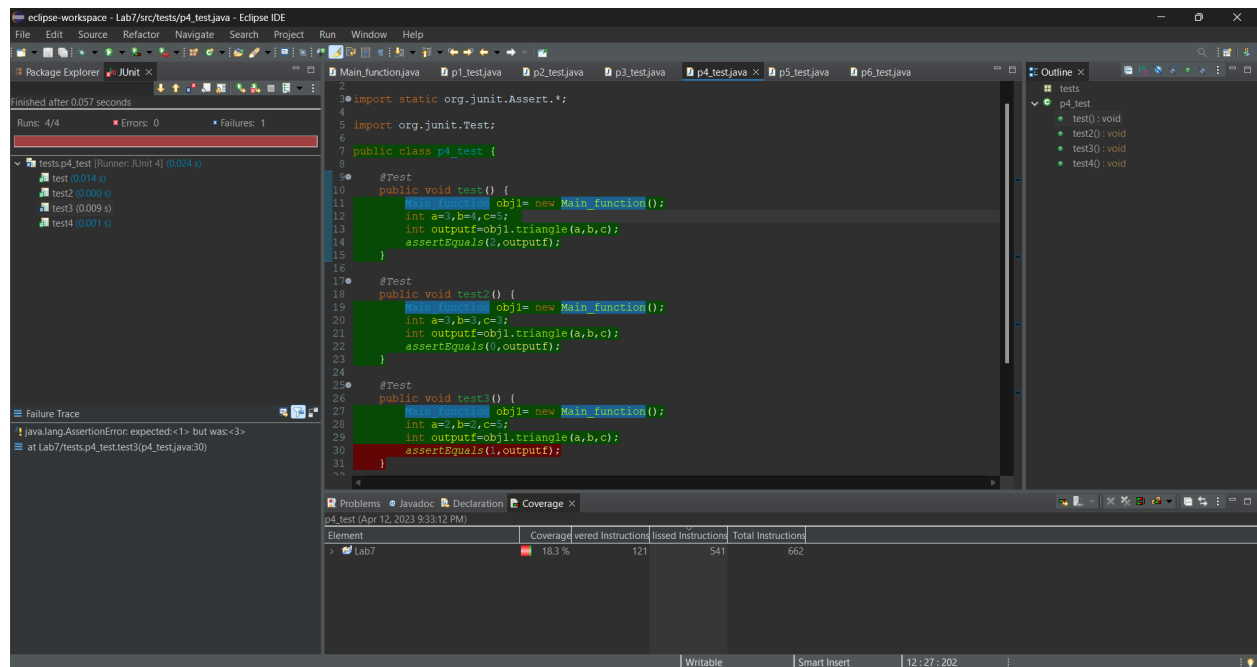 eclipse-workspace - Lab7/src/tests/p4_test.java - Eclipse IDE
File Edit Source Refactor Navigate Search Project Run Window Help
Package Explorer JUnit
Finished after 0.057 seconds
Runs: 4/4 Errors: 0 Failures: 1
tests.p4_test [Runner: JUnit 4] (0.024 s)
test (0.014 s)
test2 (0.000 s)
test3 (0.009 s)
test4 (0.001 s)
Failure Trace
java.lang.AssertionError: expected:<1> but was:<3>
at Lab7/tests.p4_test.test3(p4_test.java:30)
Main_function.java p1_test.java p2_test.java p3_test.java p4_test.java p5_test.java p6_test.java
2
3 import static org.junit.Assert.*;
4
5 import org.junit.Test;
6
7 public class p4_test {
8
9 @Test
10 public void test() {
11 Main_function obj1= new Main_function();
12 int a=3,b=4,c=5;
13 int outputf=obj1.triangle(a,b,c);
14 assertEquals(2,outputf);
15 }
16
17 @Test
18 public void test2() {
19 Main_function obj1= new Main_function();
20 int a=3,b=3,c=3;
21 int outputf=obj1.triangle(a,b,c);
22 assertEquals(0,outputf);
23 }
24
25 @Test
26 public void test3() {
27 Main_function obj1= new Main_function();
28 int a=2,b=2,c=5;
29 int outputf=obj1.triangle(a,b,c);
30 assertEquals(1,outputf);
31 }
Outline
tests
p4_test
test() : void
test2() : void
test3() : void
test4() : void
Problems Javadoc Declaration Coverage
p4_test (Apr 12, 2023 9:33:12 PM)
Element Coverage vered Instructions lissed Instructions Total Instructions
Lab7 18.3 % 121 541 662
Writable Smart Insert 12 : 27 : 202